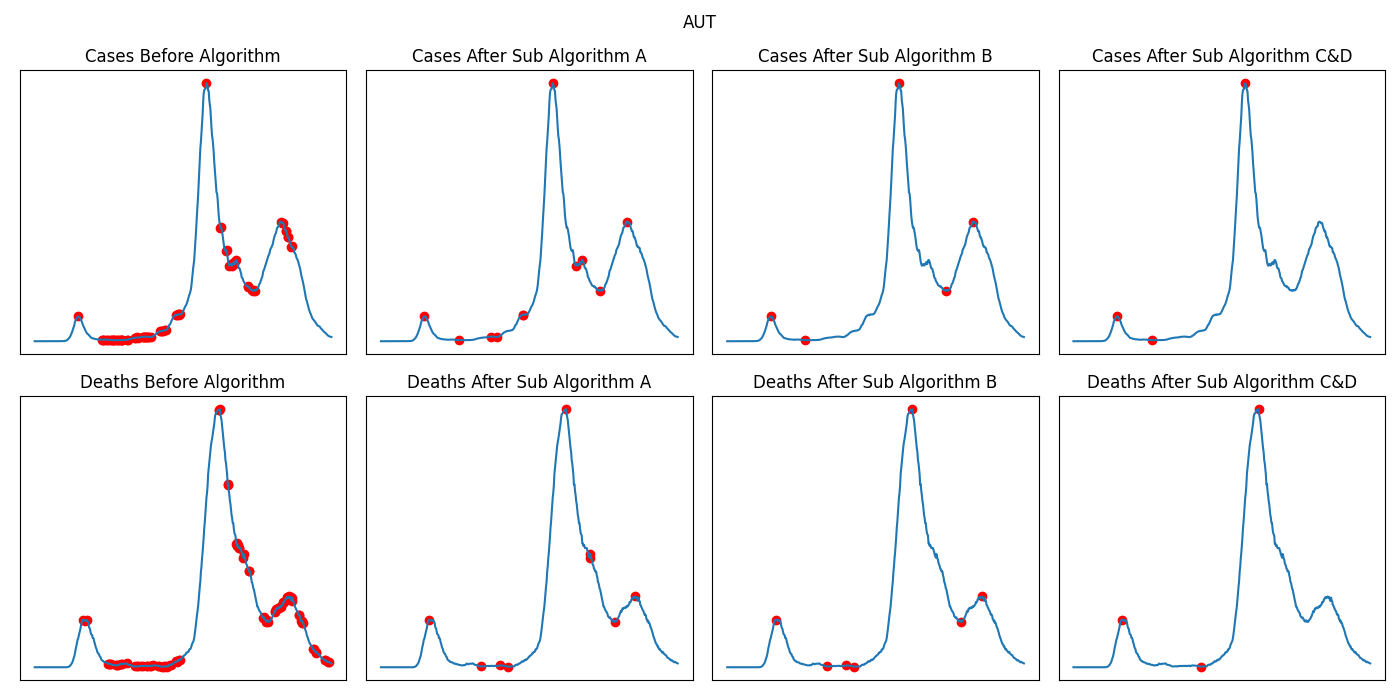 AUT
Cases Before Algorithm
Cases After Sub Algorithm A
Cases After Sub Algorithm B
Cases After Sub Algorithm C&D
Deaths Before Algorithm
Deaths After Sub Algorithm A
Deaths After Sub Algorithm B
Deaths After Sub Algorithm C&D